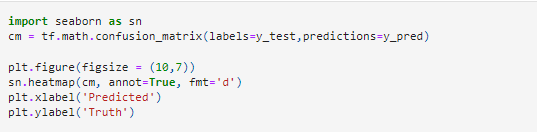 import seaborn as sn
cm = tf.math.confusion_matrix(labels=y_test,predictions=y_pred)
plt.figure(figsize = (10,7))
sn.heatmap(cm, annot=True, fmt='d')
plt.xlabel('Predicted')
plt.ylabel('Truth')